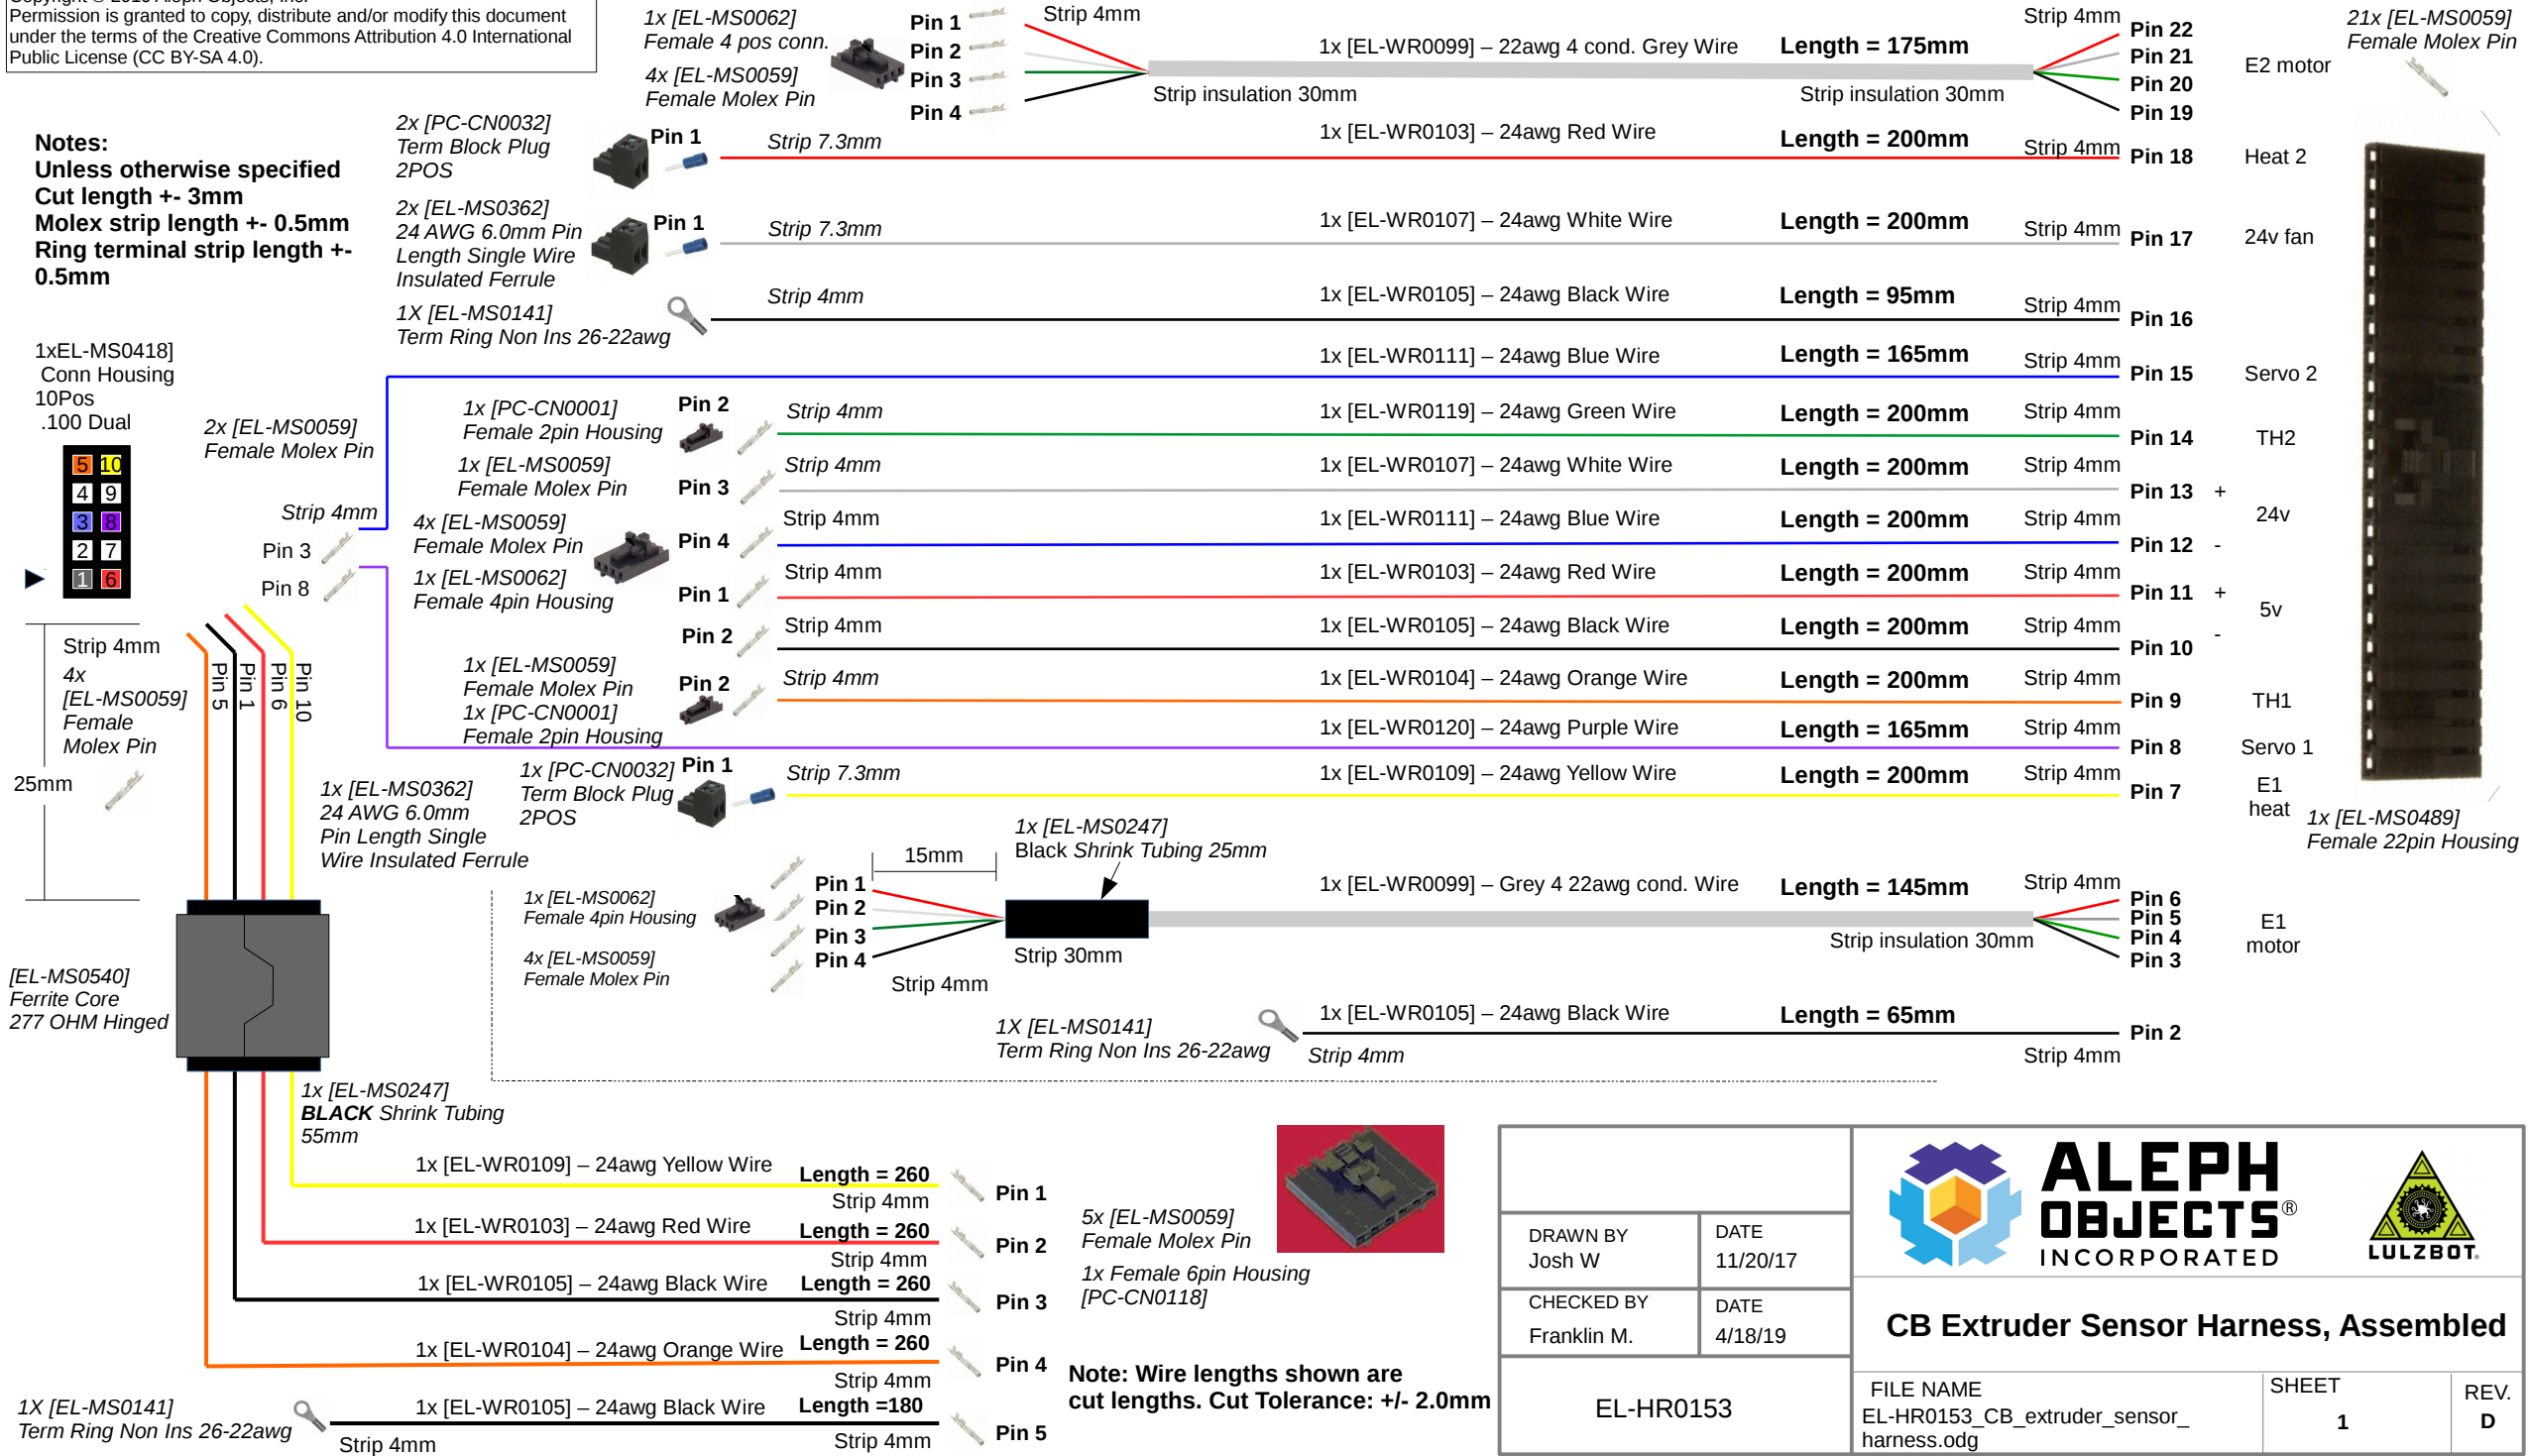 Permission is granted to copy, distribute and/or modify this document
under the terms of the Creative Commons Attribution 4.0 International
Public License (CC BY-SA 4.0).
Notes:
Unless otherwise specified
Cut length +- 3mm
Molex strip length +- 0.5mm
Ring terminal strip length +-
0.5mm
1x [EL-MS0062]
Female 4 pos conn.
4x [EL-MS0059]
Female Molex Pin
Pin 1
Pin 2
Pin 3
Pin 4
Strip 4mm
Strip insulation 30mm
1x [EL-WR0099] – 22awg 4 cond. Grey Wire
Length = 175mm
Strip insulation 30mm
Strip 4mm
Pin 22
Pin 21
Pin 20
Pin 19
E2 motor
21x [EL-MS0059]
Female Molex Pin
2x [PC-CN0032]
Term Block Plug
2POS
Pin 1
Strip 7.3mm
1x [EL-WR0103] – 24awg Red Wire
Length = 200mm
Strip 4mm
Pin 18
Heat 2
2x [EL-MS0362]
24 AWG 6.0mm Pin
Length Single Wire
Insulated Ferrule
Pin 1
Strip 7.3mm
1x [EL-WR0107] – 24awg White Wire
Length = 200mm
Strip 4mm
Pin 17
24v fan
1X [EL-MS0141]
Term Ring Non Ins 26-22awg
Strip 4mm
1x [EL-WR0105] – 24awg Black Wire
Length = 95mm
Strip 4mm
Pin 16
1xEL-MS0418]
Conn Housing
10Pos
.100 Dual
5 10
4 9
3 8
2 7
1 6
2x [EL-MS0059]
Female Molex Pin
Strip 4mm
Pin 3
Pin 8
1x [EL-WR0111] – 24awg Blue Wire
Length = 165mm
Strip 4mm
Pin 15
Servo 2
1x [PC-CN0001]
Female 2pin Housing
1x [EL-MS0059]
Female Molex Pin
Pin 2
Strip 4mm
1x [EL-WR0119] – 24awg Green Wire
Length = 200mm
Strip 4mm
Pin 14
TH2
Pin 3
Strip 4mm
1x [EL-WR0107] – 24awg White Wire
Length = 200mm
Strip 4mm
Pin 13 +
24v
4x [EL-MS0059]
Female Molex Pin
1x [EL-MS0062]
Female 4pin Housing
Pin 4
Strip 4mm
1x [EL-WR0111] – 24awg Blue Wire
Length = 200mm
Strip 4mm
Pin 12 -
Pin 1
Strip 4mm
1x [EL-WR0103] – 24awg Red Wire
Length = 200mm
Strip 4mm
Pin 11 +
5v
Pin 2
Strip 4mm
1x [EL-WR0105] – 24awg Black Wire
Length = 200mm
Strip 4mm
Pin 10 -
1x [EL-MS0059]
Female Molex Pin
1x [PC-CN0001]
Female 2pin Housing
Pin 2
Strip 4mm
1x [EL-WR0104] – 24awg Orange Wire
Length = 200mm
Strip 4mm
Pin 9
TH1
1x [EL-WR0120] – 24awg Purple Wire
Length = 165mm
Strip 4mm
Pin 8
Servo 1
1x [PC-CN0032]
Term Block Plug
2POS
Pin 1
Strip 7.3mm
1x [EL-WR0109] – 24awg Yellow Wire
Length = 200mm
Strip 4mm
Pin 7
E1
heat
1x [EL-MS0489]
Female 22pin Housing
1x [EL-MS0362]
24 AWG 6.0mm
Pin Length Single
Wire Insulated Ferrule
Strip 4mm
4x
[EL-MS0059]
Female
Molex Pin
25mm
Pin 5
Pin 1
Pin 6
Pin 10
1x [EL-MS0062]
Female 4pin Housing
4x [EL-MS0059]
Female Molex Pin
Pin 1
Pin 2
Pin 3
Pin 4
15mm
Strip 4mm
1x [EL-MS0247]
Black Shrink Tubing 25mm
Strip 30mm
1x [EL-WR0099] – Grey 4 22awg cond. Wire
Length = 145mm
Strip insulation 30mm
Strip 4mm
Pin 6
Pin 5
Pin 4
Pin 3
E1
motor
1X [EL-MS0141]
Term Ring Non Ins 26-22awg
1x [EL-WR0105] – 24awg Black Wire
Strip 4mm
Length = 65mm
Strip 4mm
Pin 2
[EL-MS0540]
Ferrite Core
277 OHM Hinged
1x [EL-MS0247]
BLACK Shrink Tubing
55mm
1x [EL-WR0109] – 24awg Yellow Wire
Length = 260
Strip 4mm
Pin 1
1x [EL-WR0103] – 24awg Red Wire
Length = 260
Strip 4mm
Pin 2
1x [EL-WR0105] – 24awg Black Wire
Length = 260
Strip 4mm
Pin 3
1x [EL-WR0104] – 24awg Orange Wire
Length = 260
Strip 4mm
Pin 4
1X [EL-MS0141]
Term Ring Non Ins 26-22awg
Strip 4mm
1x [EL-WR0105] – 24awg Black Wire
Length =180
Strip 4mm
Pin 5
5x [EL-MS0059]
Female Molex Pin
1x Female 6pin Housing
[PC-CN0118]
Note: Wire lengths shown are
cut lengths. Cut Tolerance: +/- 2.0mm
DRAWN BY
Josh W
DATE
11/20/17
CHECKED BY
Franklin M.
DATE
4/18/19
EL-HR0153
ALEPH
OBJECTS®
INCORPORATED
LULZBOT.
CB Extruder Sensor Harness, Assembled
FILE NAME
EL-HR0153_CB_extruder_sensor_
harness.odg
SHEET
1
REV.
D